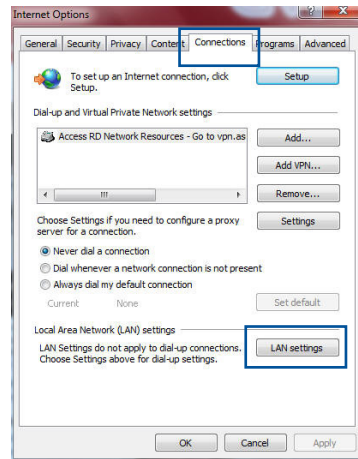 Internet Options
General Security Privacy Content Connections Programs Advanced
To set up an Internet connection, click
Setup.
Setup
Dial-up and Virtual Private Network settings
Access RD Network Resources - Go to vpn.as
Add...
Add VPN...
Remove...
Choose Settings if you need to configure a proxy
server for a connection.
Settings
Never dial a connection
Dial whenever a network connection is not present
Always dial my default connection
Current None
Set default
Local Area Network (LAN) settings
LAN Settings do not apply to dial-up connections.
Choose Settings above for dial-up settings.
LAN settings
OK Cancel Apply